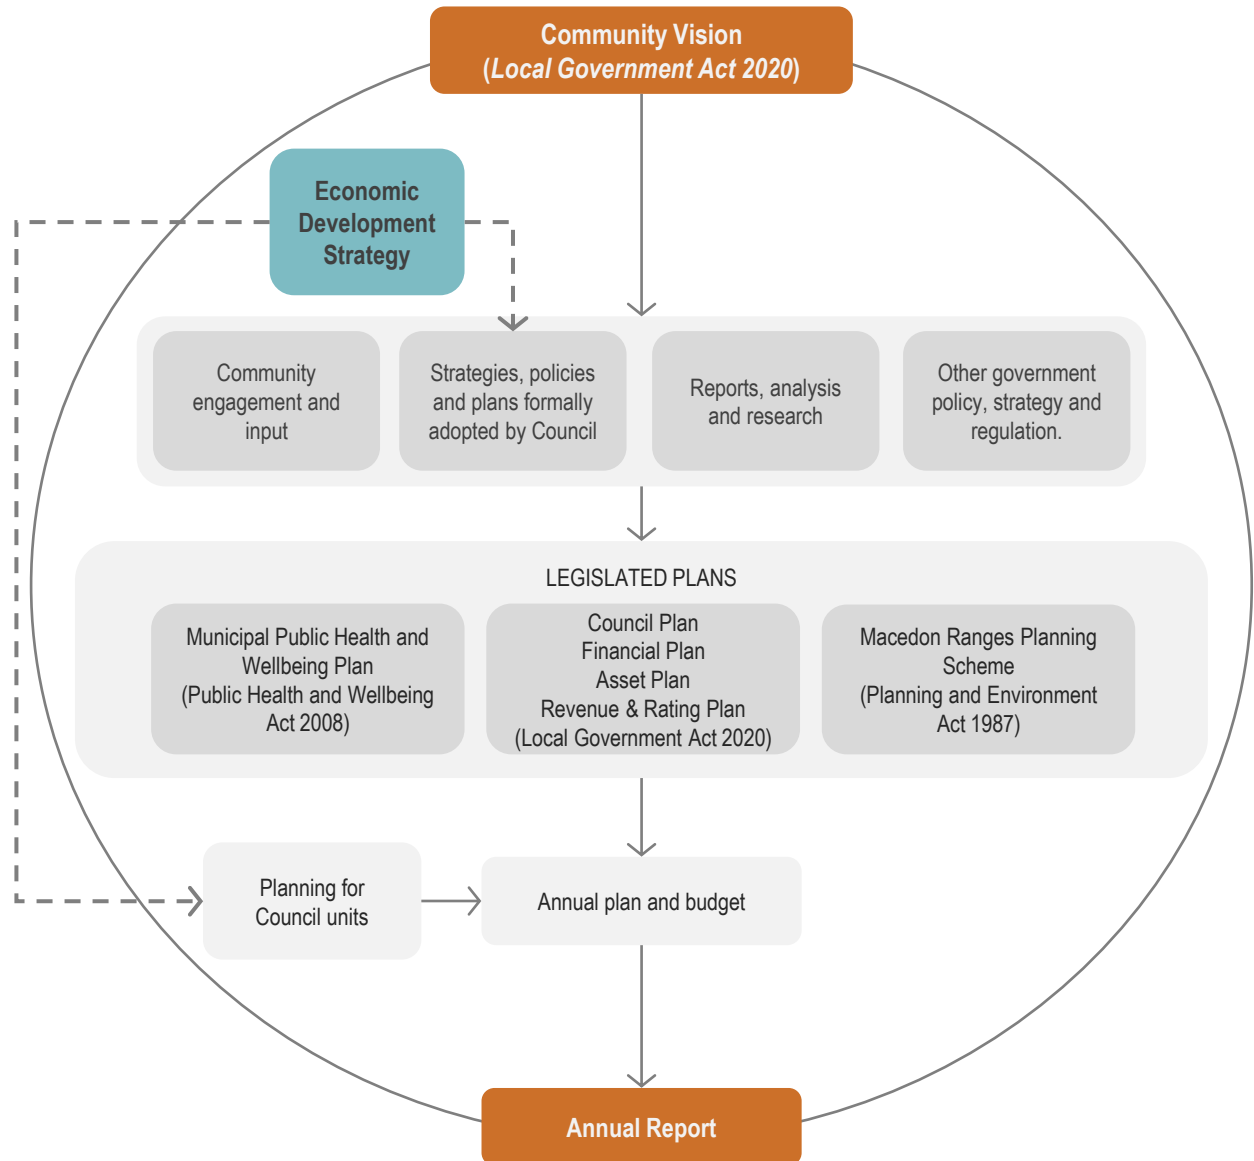 Community Vision
(Local Government Act 2020)
Economic
Development
Strategy
Community
engagement and
input
Strategies, policies
and plans formally
adopted by Council
Reports, analysis
and research
Other government
policy, strategy and
regulation.
LEGISLATED PLANS
Municipal Public Health and
Wellbeing Plan
(Public Health and Wellbeing
Act 2008)
Council Plan
Financial Plan
Asset Plan
Revenue & Rating Plan
(Local Government Act 2020)
Macedon Ranges Planning
Scheme
(Planning and Environment
Act 1987)
Planning for
Council units
Annual plan and budget
Annual Report